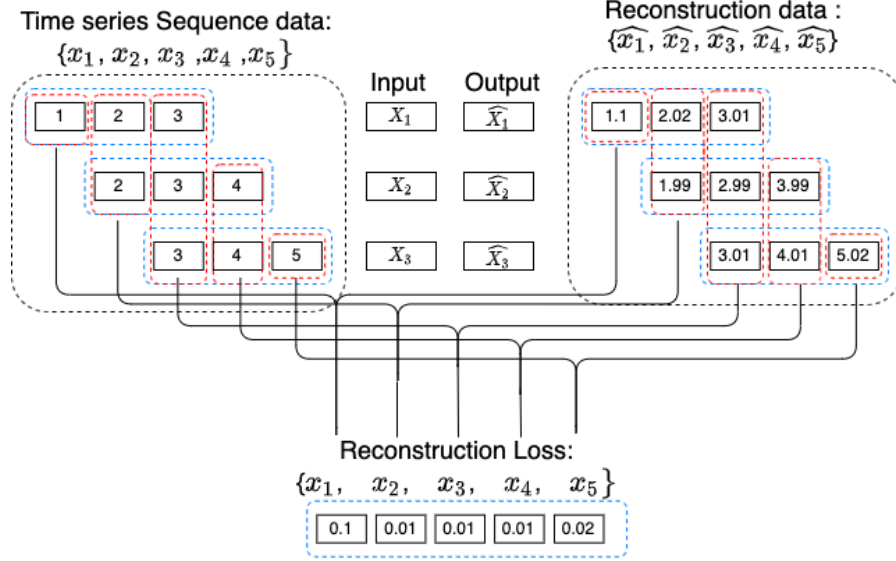 Time series Sequence data:
{x₁, x₂, x₃ ,x₄ ,x₅}
Reconstruction data :
{x̂₁, x̂₂, x̂₃, x̂₄, x̂₅}
Input Output
1 2 3 X₁ X̂₁ 1.1 2.02 3.01
2 3 4 X₂ X̂₂ 1.99 2.99 3.99
3 4 5 X₃ X̂₃ 3.01 4.01 5.02
Reconstruction Loss:
{x₁, x₂, x₃, x₄, x₅}
0.1 0.01 0.01 0.01 0.02